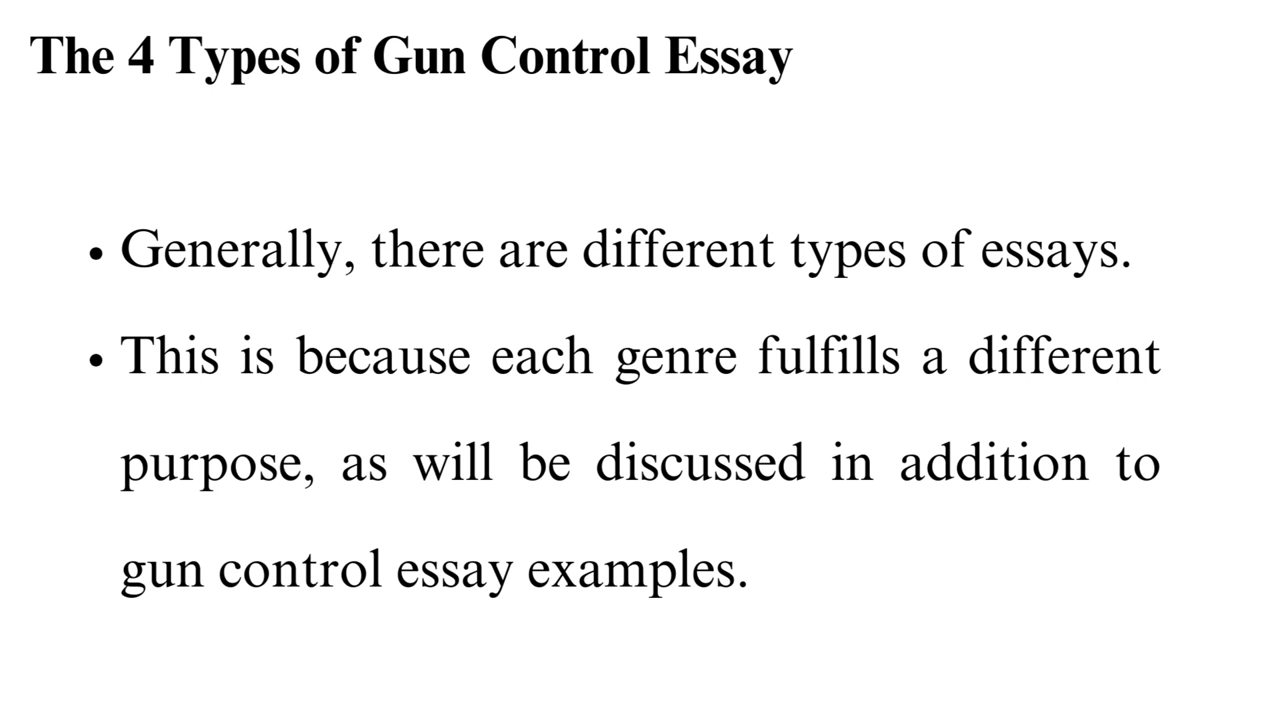 The 4 Types of Gun Control Essay
• Generally, there are different types of essays.
• This is because each genre fulfills a different
purpose, as will be discussed in addition to
gun control essay examples.